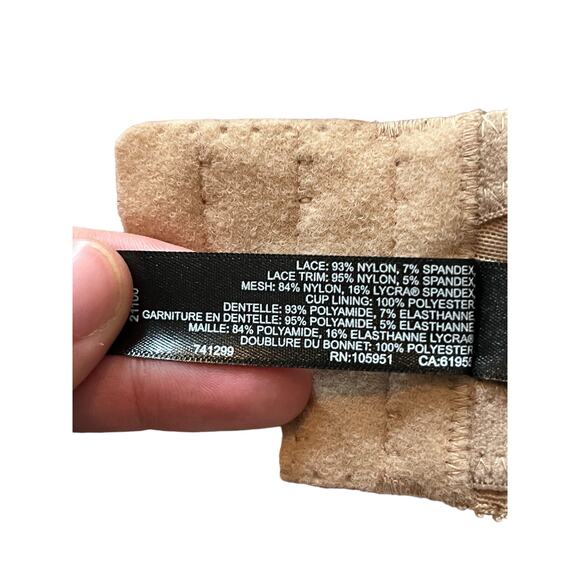 LACE: 93% NYLON, 7% SPANDEX
LACE TRIM: 95% NYLON, 5% SPANDEX
MESH: 84% NYLON, 16% LYCRA® SPANDEX
CUP LINING: 100% POLYESTER
DENTELLE: 93% POLYAMIDE, 7% ELASTHANNE
GARNITURE EN DENTELLE: 95% POLYAMIDE, 5% ELASTHANNE
MAILLE: 84% POLYAMIDE, 16% ELASTHANNE LYCRA®
DOUBLURE DU BONNET: 100% POLYESTER
741299 RN:105951